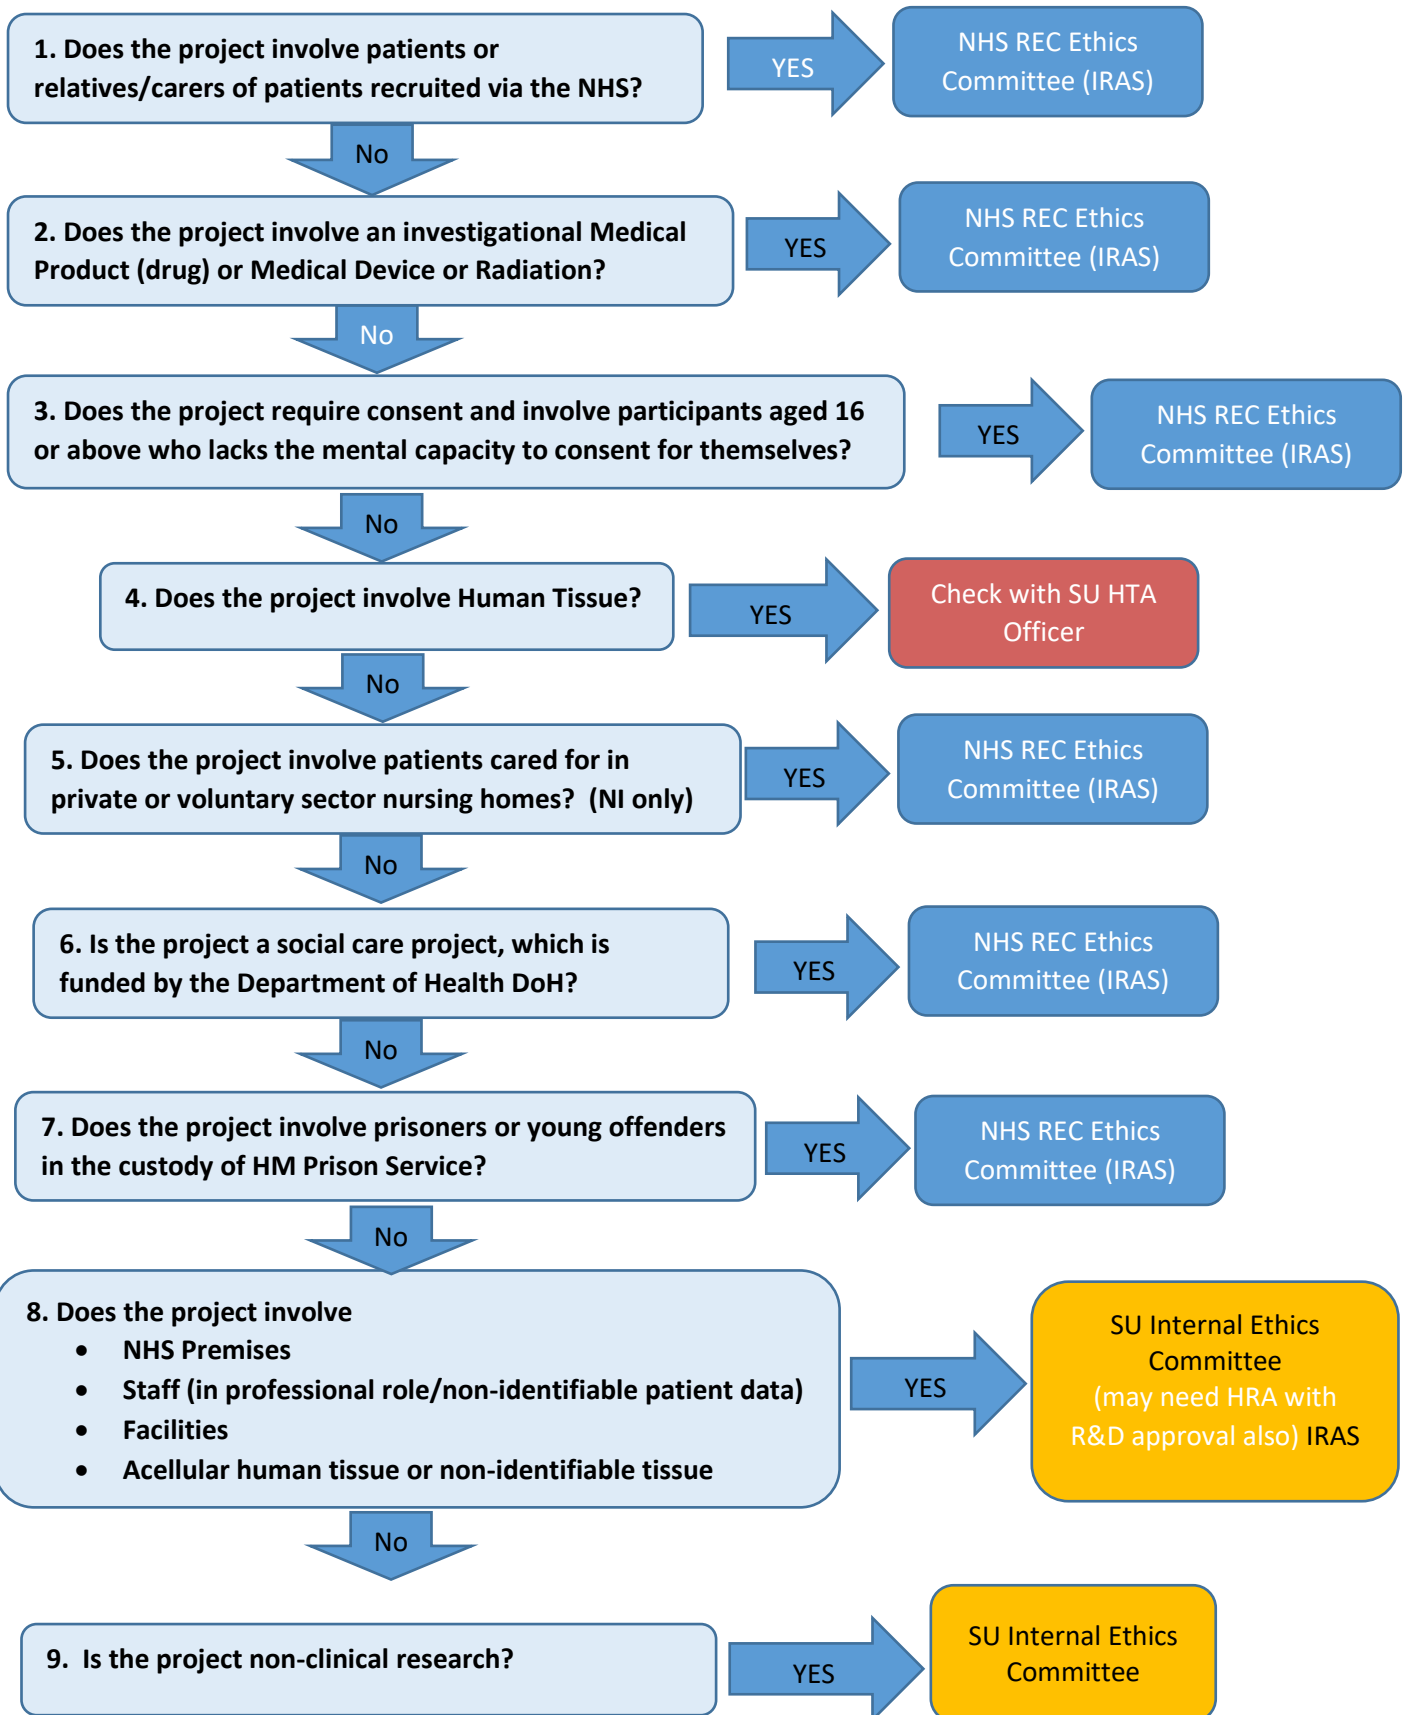 1. Does the project involve patients or
relatives/carers of patients recruited via the NHS?
YES
NHS REC Ethics
Committee (IRAS)
No
2. Does the project involve an investigational Medical
Product (drug) or Medical Device or Radiation?
YES
NHS REC Ethics
Committee (IRAS)
No
3. Does the project require consent and involve participants aged 16
or above who lacks the mental capacity to consent for themselves?
YES
NHS REC Ethics
Committee (IRAS)
No
4. Does the project involve Human Tissue?
YES
Check with SU HTA
Officer
No
5. Does the project involve patients cared for in
private or voluntary sector nursing homes? (NI only)
YES
NHS REC Ethics
Committee (IRAS)
No
6. Is the project a social care project, which is
funded by the Department of Health DoH?
YES
NHS REC Ethics
Committee (IRAS)
No
7. Does the project involve prisoners or young offenders
in the custody of HM Prison Service?
YES
NHS REC Ethics
Committee (IRAS)
No
8. Does the project involve
• NHS Premises
• Staff (in professional role/non-identifiable patient data)
• Facilities
• Acellular human tissue or non-identifiable tissue
YES
SU Internal Ethics
Committee
(may need HRA with
R&D approval also) IRAS
No
9. Is the project non-clinical research?
YES
SU Internal Ethics
Committee